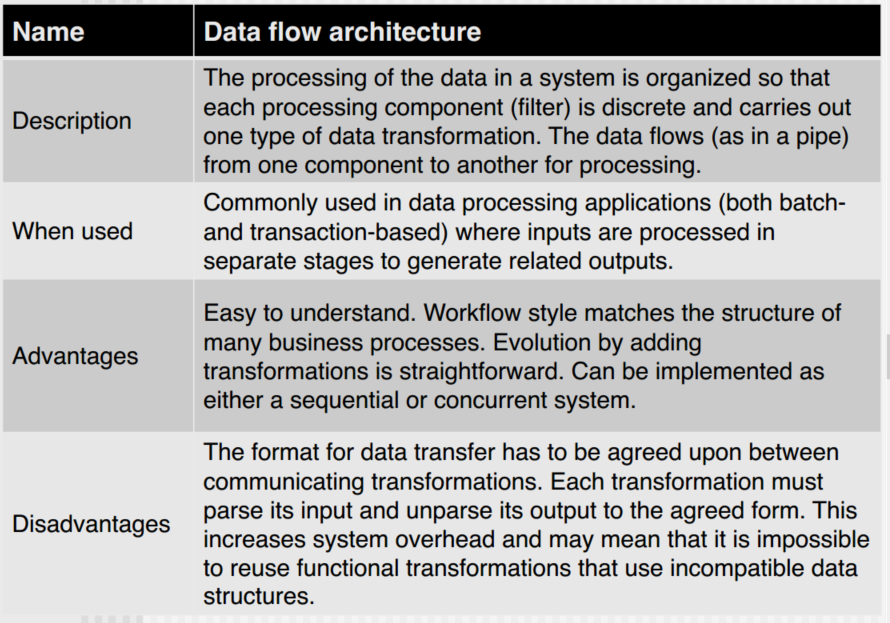 Name
Data flow architecture
Description
The processing of the data in a system is organized so that
each processing component (filter) is discrete and carries out
one type of data transformation. The data flows (as in a pipe)
from one component to another for processing.
When used
Commonly used in data processing applications (both batch-
and transaction-based) where inputs are processed in
separate stages to generate related outputs.
Advantages
Easy to understand. Workflow style matches the structure of
many business processes. Evolution by adding
transformations is straightforward. Can be implemented as
either a sequential or concurrent system.
Disadvantages
The format for data transfer has to be agreed upon between
communicating transformations. Each transformation must
parse its input and unparse its output to the agreed form. This
increases system overhead and may mean that it is impossible
to reuse functional transformations that use incompatible data
structures.